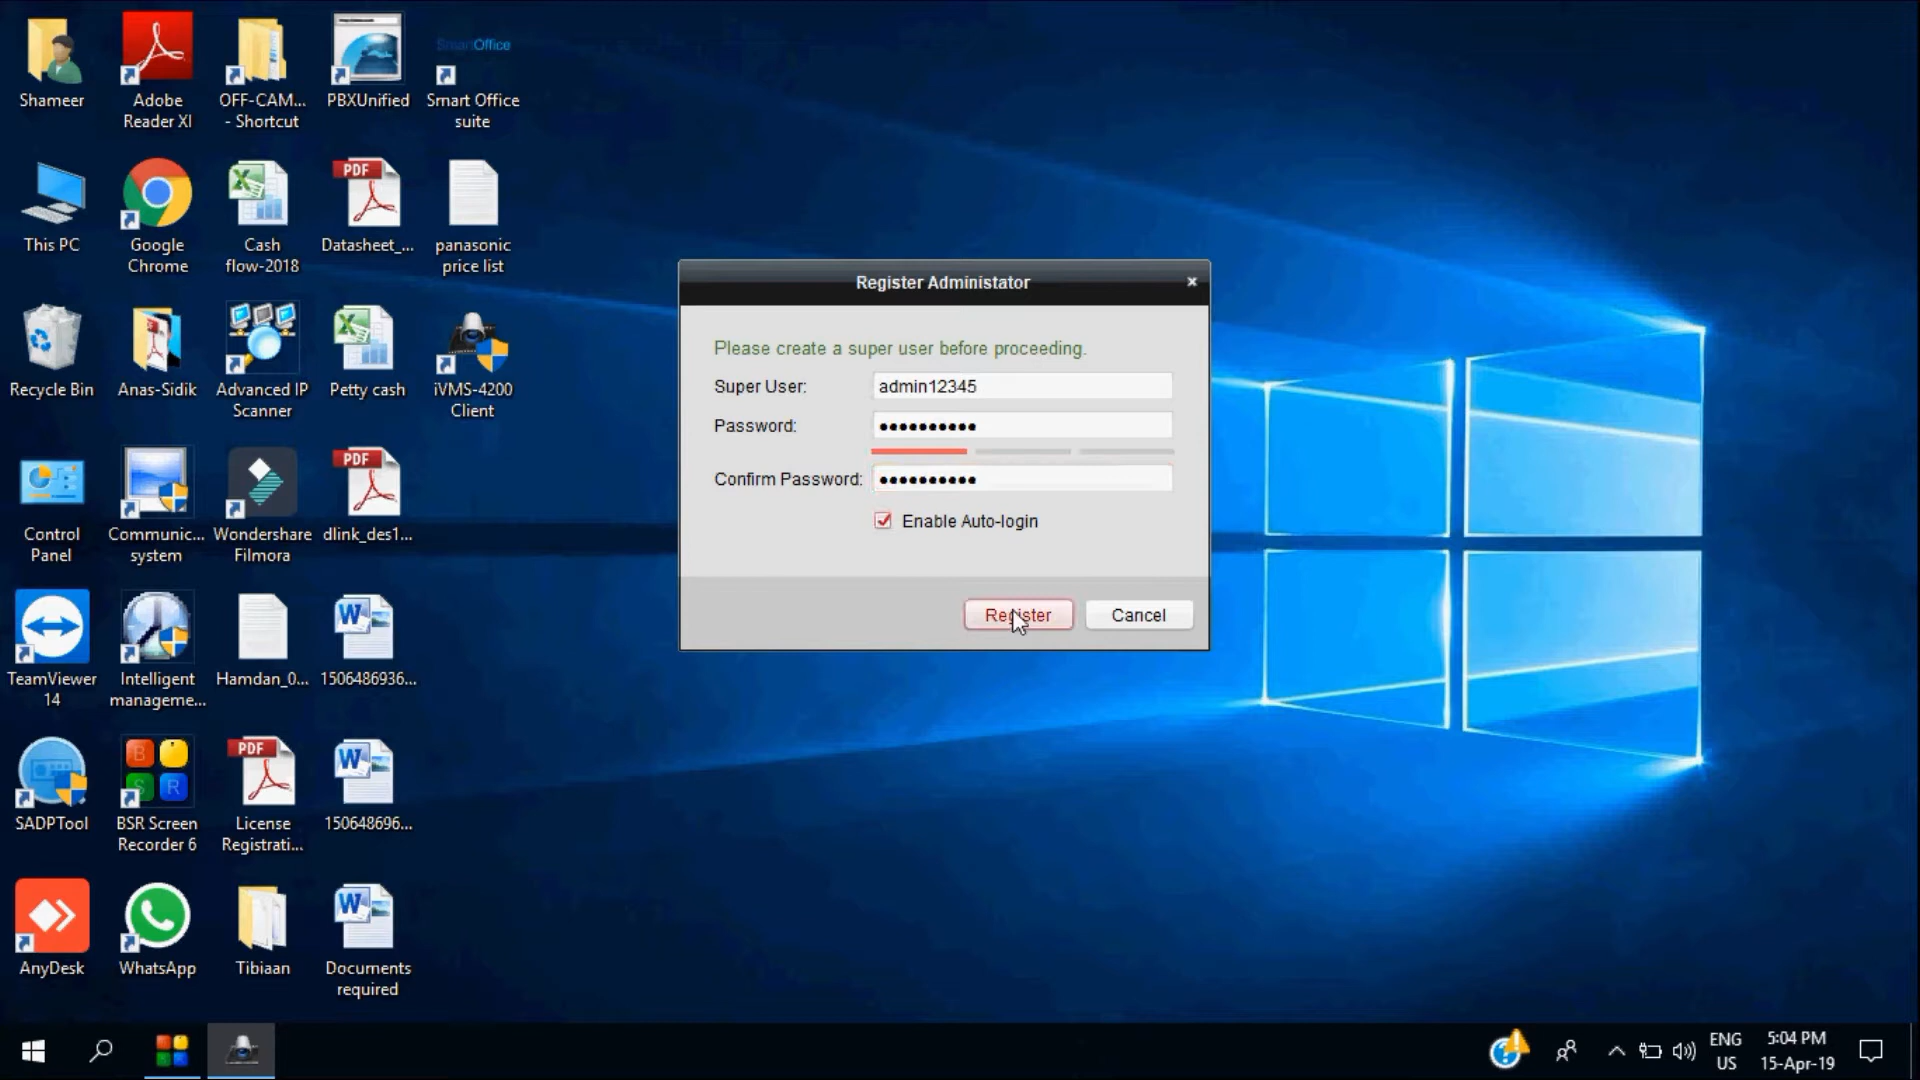 Shameer
Adobe
Reader XI
OFF-CAM...
- Shortcut
PBXUnified
SmartOffice
Smart Office
suite
This PC
Google
Chrome
Cash
flow-2018
PDF
Datasheet_...
panasonic
price list
Recycle Bin
Anas-Sidik
Advanced IP
Scanner
Petty cash
iVMS-4200
Client
Control
Panel
Communic...
system
Wondershare
Filmora
PDF
dlink_des1...
TeamViewer
14
Intelligent
manageme...
Hamdan_0...
1506486936...
SADPTool
B
S
R
BSR Screen
Recorder 6
PDF
License
Registrati...
150648696...
AnyDesk
WhatsApp
Tibiaan
Documents
required
Register Administator
Please create a super user before proceeding.
Super User:
admin12345
Password:
Confirm Password:
Enable Auto-login
Register
Cancel
ENG
US
5:04 PM
15-Apr-19